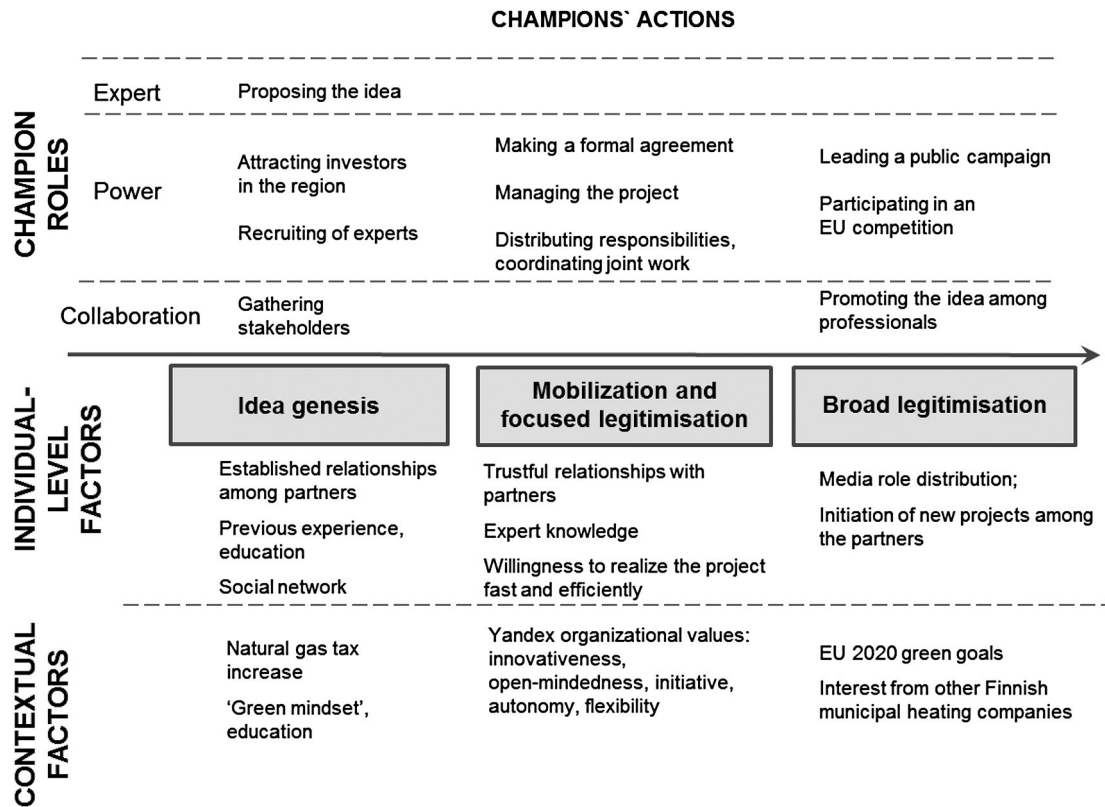 CHAMPIONS` ACTIONS
CHAMPION
ROLES
Expert
Proposing the idea
Power
Attracting investors
in the region
Recruiting of experts
Making a formal agreement
Managing the project
Distributing responsibilities,
coordinating joint work
Leading a public campaign
Participating in an
EU competition
Collaboration
Gathering
stakeholders
Promoting the idea among
professionals
Idea genesis
Mobilization and
focused legitimisation
Broad legitimisation
INDIVIDUAL-
LEVEL
FACTORS
Established relationships
among partners
Previous experience,
education
Social network
Trustful relationships with
partners
Expert knowledge
Willingness to realize the project
fast and efficiently
Media role distribution;
Initiation of new projects among
the partners
CONTEXTUAL
FACTORS
Natural gas tax
increase
‘Green mindset’,
education
Yandex organizational values:
innovativeness,
open-mindedness, initiative,
autonomy, flexibility
EU 2020 green goals
Interest from other Finnish
municipal heating companies